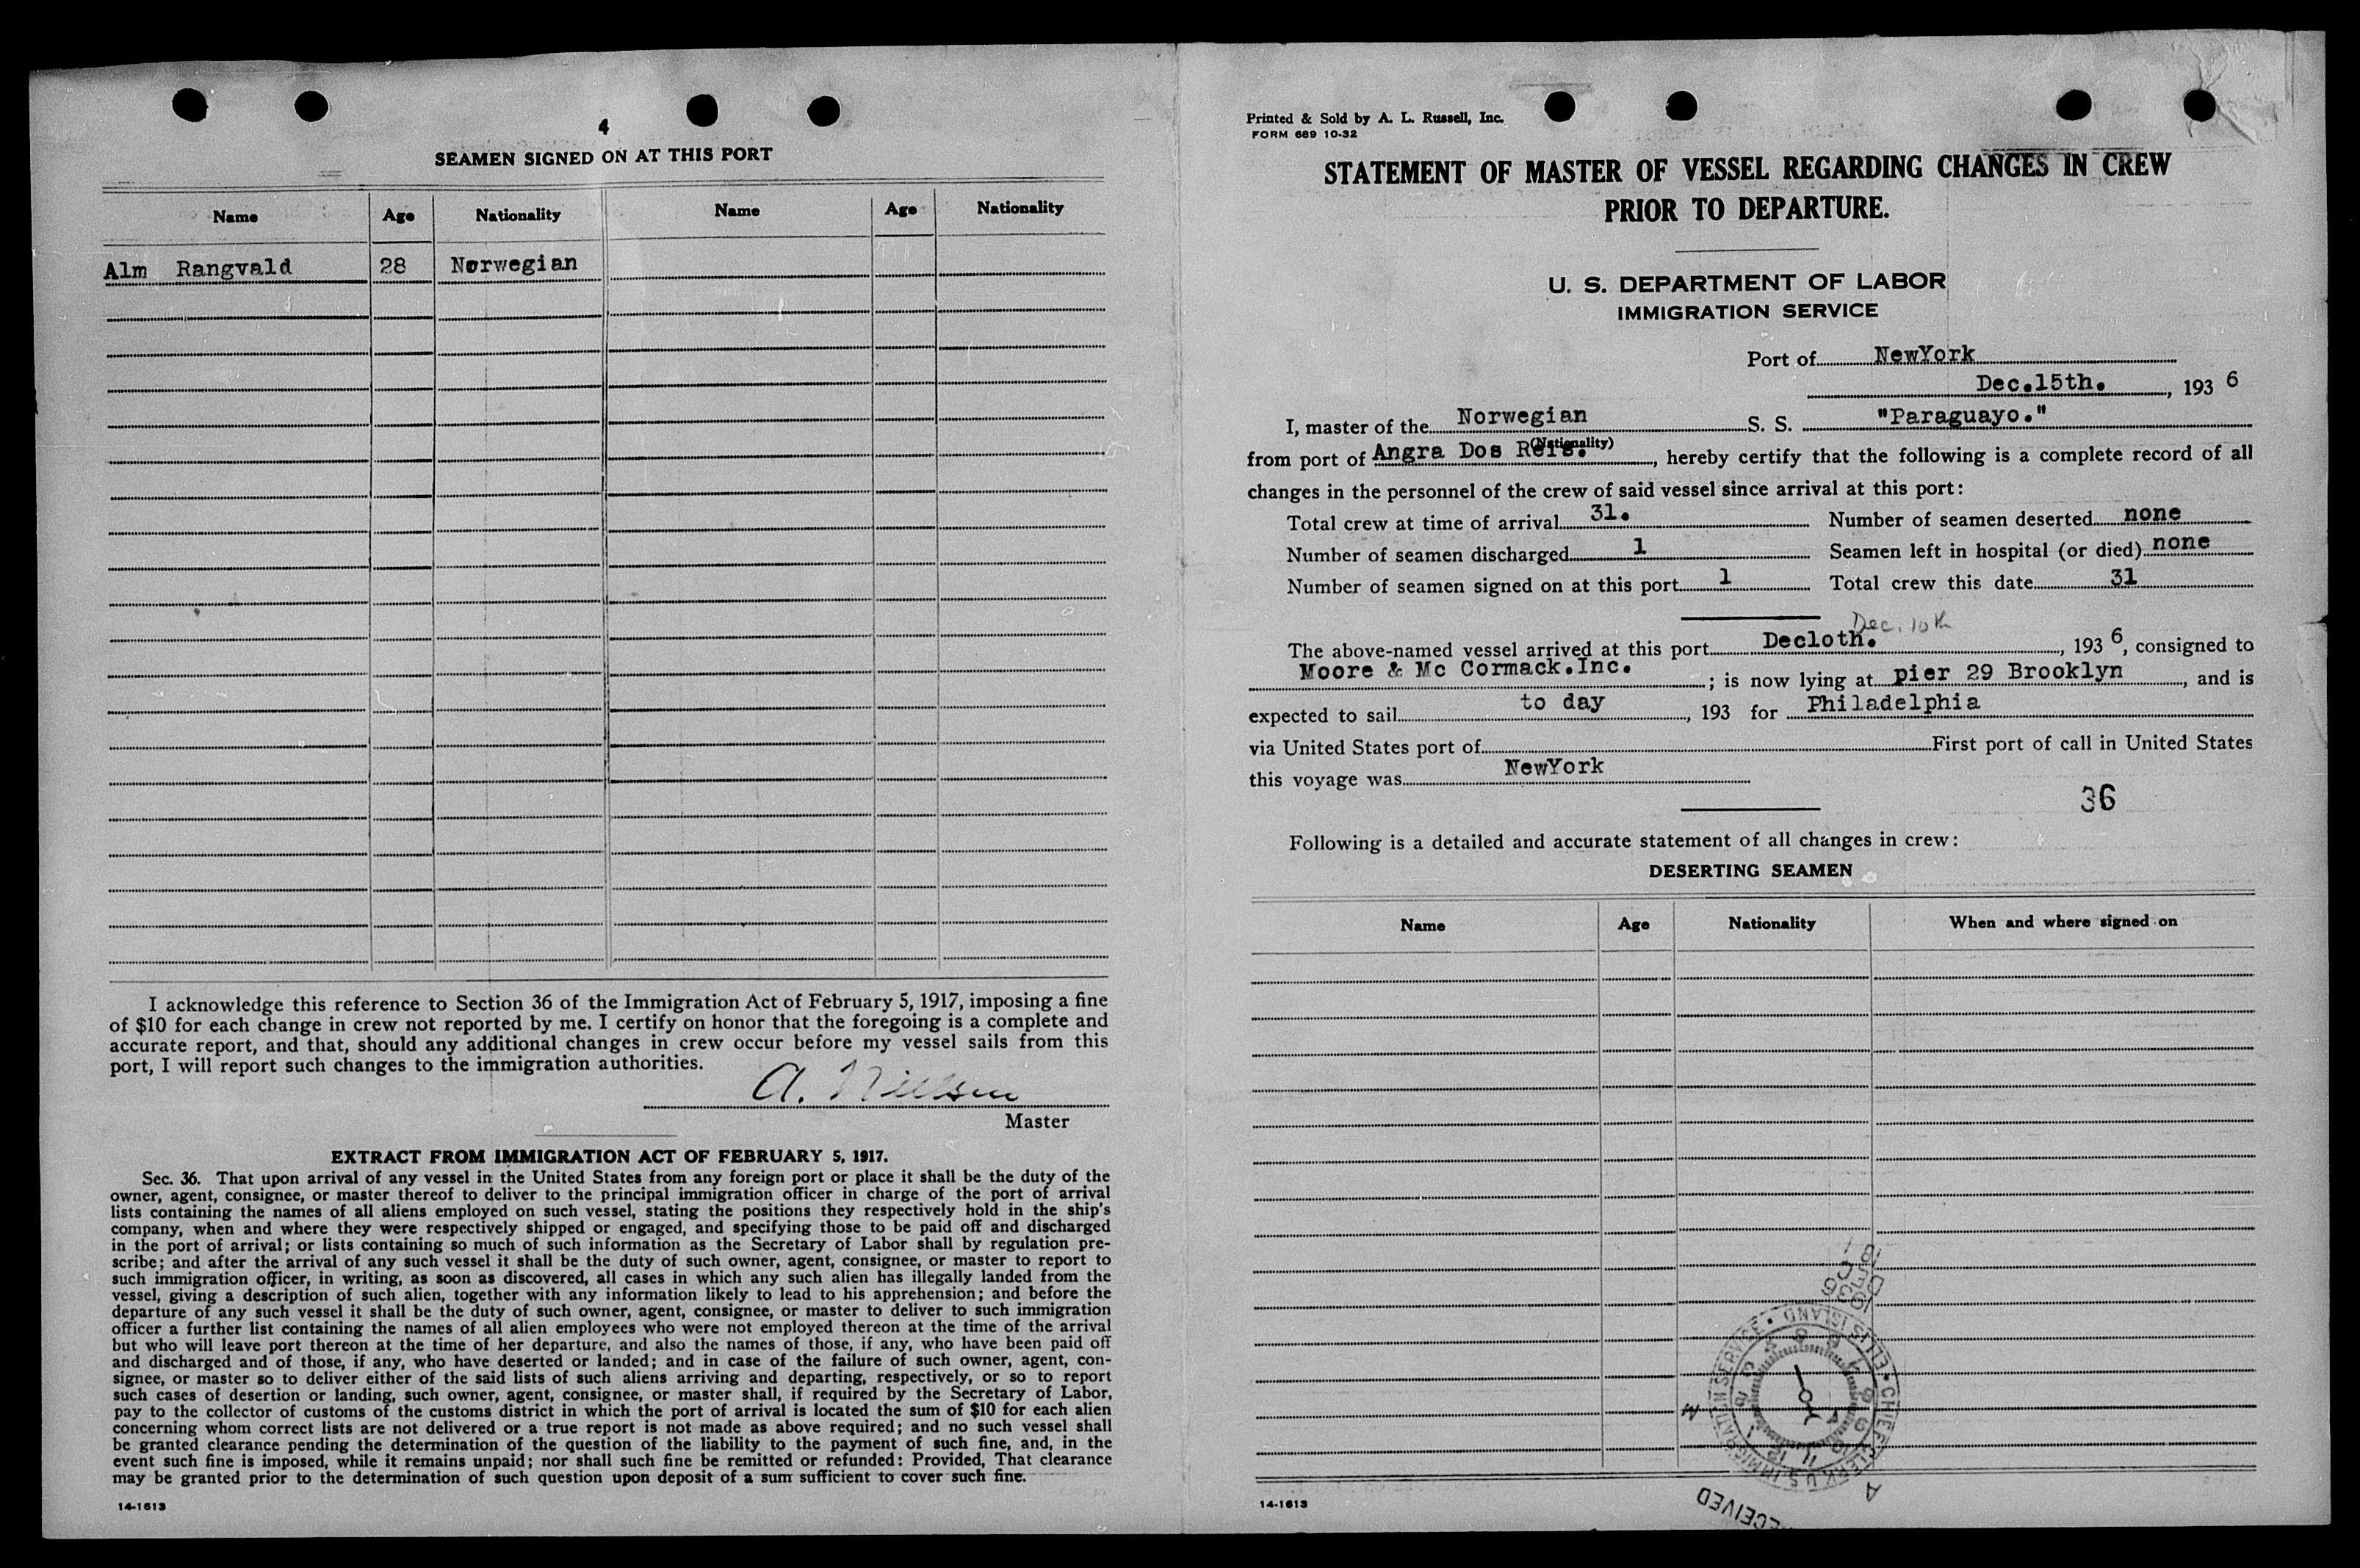 4
SEAMEN SIGNED ON AT THIS PORT
Name Age Nationality Name Age Nationality
Alm Rangvald 28 Norwegian
I acknowledge this reference to Section 36 of the Immigration Act of February 5, 1917, imposing a fine
of $10 for each change in crew not reported by me. I certify on honor that the foregoing is a complete and
accurate report, and that, should any additional changes in crew occur before my vessel sails from this
port, I will report such changes to the immigration authorities.
A. Nielsen
Master
EXTRACT FROM IMMIGRATION ACT OF FEBRUARY 5, 1917.
Sec. 36. That upon arrival of any vessel in the United States from any foreign port or place it shall be the duty of the
owner, agent, consignee, or master thereof to deliver to the principal immigration officer in charge of the port of arrival
lists containing the names of all aliens employed on such vessel, stating the positions they respectively hold in the ship's
company, when and where they were respectively shipped or engaged, and specifying those to be paid off and discharged
in the port of arrival; or lists containing so much of such information as the Secretary of Labor shall by regulation pre-
scribe; and after the arrival of any such vessel it shall be the duty of such owner, agent, consignee, or master to report to
such immigration officer, in writing, as soon as discovered, all cases in which any such alien has illegally landed from the
vessel, giving a description of such alien, together with any information likely to lead to his apprehension; and before the
departure of any such vessel it shall be the duty of such owner, agent, consignee, or master to deliver to such immigration
officer a further list containing the names of all alien employees who were not employed thereon at the time of the arrival
but who will leave port thereon at the time of her departure, and also the names of those, if any, who have been paid off
and discharged and of those, if any, who have deserted or landed; and in case of the failure of such owner, agent, con-
signee, or master so to deliver either of the said lists of such aliens arriving and departing, respectively, or so to report
such cases of desertion or landing, such owner, agent, consignee, or master shall, if required by the Secretary of Labor,
pay to the collector of customs of the customs district in which the port of arrival is located the sum of $10 for each alien
concerning whom correct lists are not delivered or a true report is not made as above required; and no such vessel shall
be granted clearance pending the determination of the question of the liability to the payment of such fine, and, in the
event such fine is imposed, while it remains unpaid; nor shall such fine be remitted or refunded: Provided, That clearance
may be granted prior to the determination of such question upon deposit of a sum sufficient to cover such fine.
14-1613
Printed & Sold by A. L. Russell, Inc.
FORM 689 10-32
STATEMENT OF MASTER OF VESSEL REGARDING CHANGES IN CREW
PRIOR TO DEPARTURE.
U. S. DEPARTMENT OF LABOR
IMMIGRATION SERVICE
Port of NewYork
Dec.15th., 193 6
I, master of the Norwegian S. S. "Paraguayo."
(Nationality)
from port of Angra Dos Reis., hereby certify that the following is a complete record of all
changes in the personnel of the crew of said vessel since arrival at this port:
Total crew at time of arrival 31. Number of seamen deserted none
Number of seamen discharged 1 Seamen left in hospital (or died) none
Number of seamen signed on at this port 1 Total crew this date 31
Dec. 10th
The above-named vessel arrived at this port Decloth., 193 6, consigned to
Moore & Mc Cormack.Inc. ; is now lying at pier 29 Brooklyn, and is
expected to sail to day, 193 for Philadelphia
via United States port of First port of call in United States
this voyage was NewYork
36
Following is a detailed and accurate statement of all changes in crew:
DESERTING SEAMEN
Name Age Nationality When and where signed on
1936
ELLIS ISLAND • CHIEF CLERK U.S. IMMIGRATION SERVICE •
M
A
14-1613